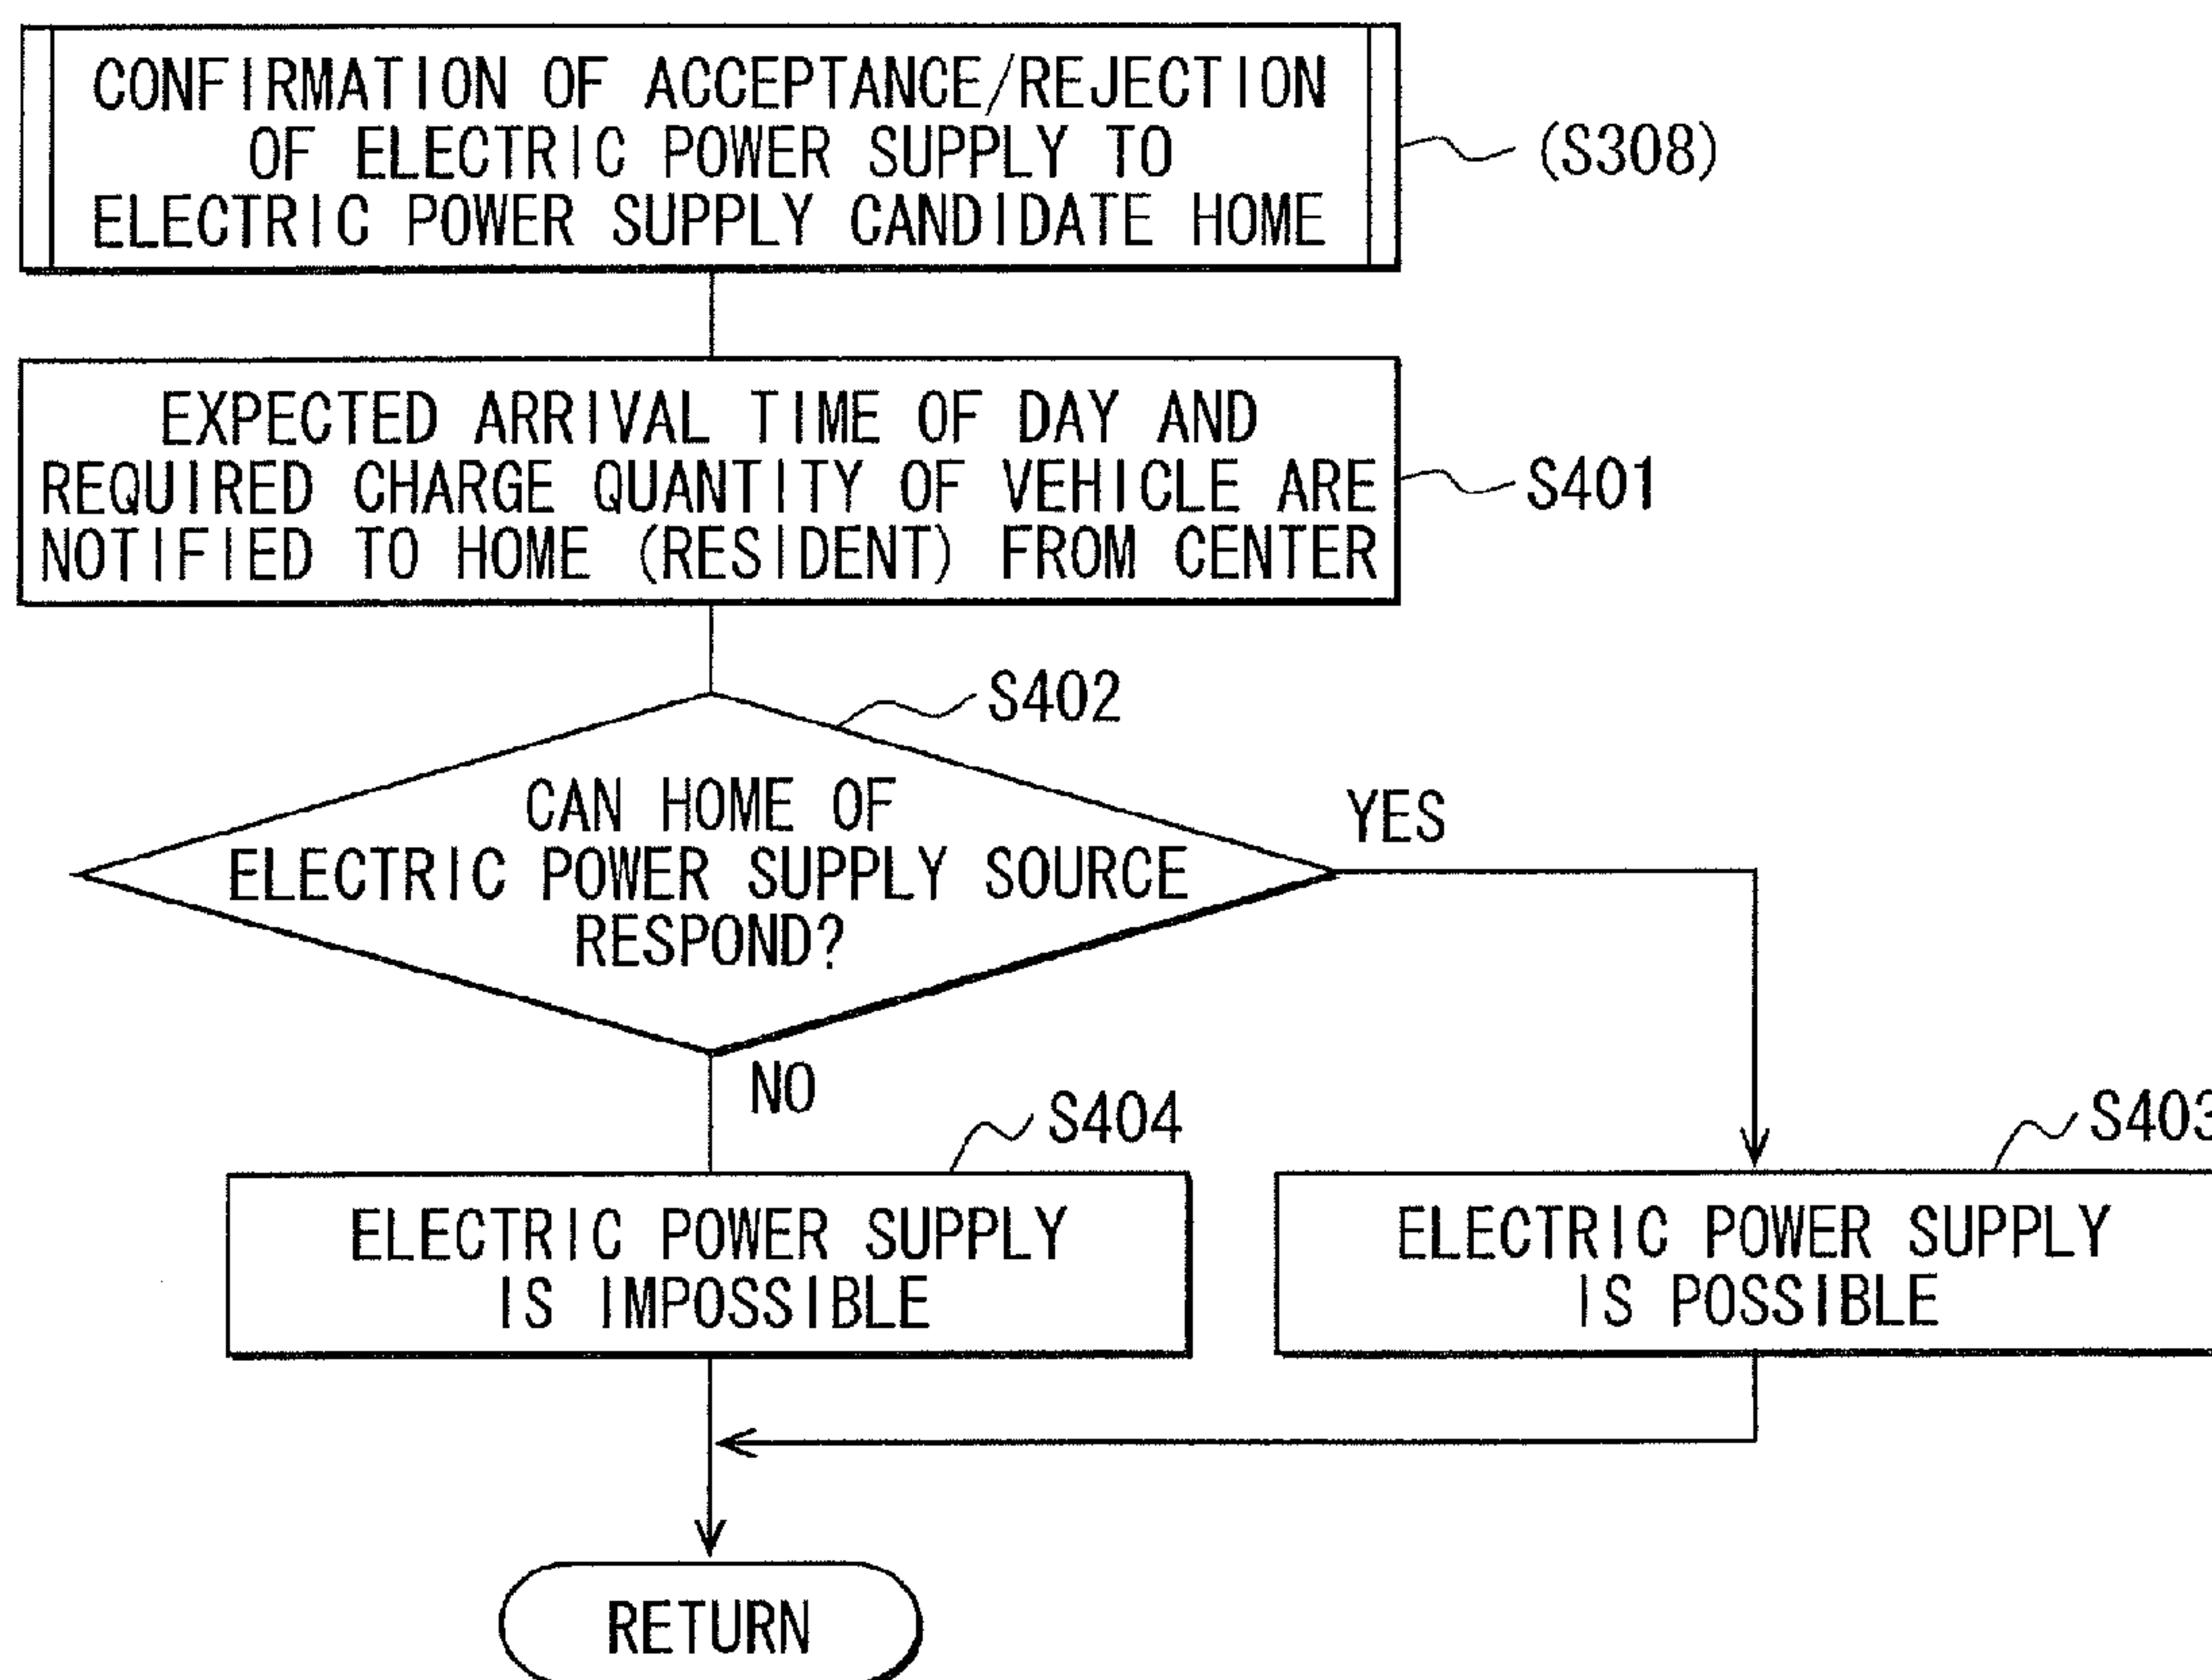 CONFIRMATION OF ACCEPTANCE/REJECTION
OF ELECTRIC POWER SUPPLY TO
ELECTRIC POWER SUPPLY CANDIDATE HOME
(S308)
EXPECTED ARRIVAL TIME OF DAY AND
REQUIRED CHARGE QUANTITY OF VEHICLE ARE
NOTIFIED TO HOME (RESIDENT) FROM CENTER
S401
S402
CAN HOME OF
ELECTRIC POWER SUPPLY SOURCE
RESPOND?
YES
NO
S404
S403
ELECTRIC POWER SUPPLY
IS IMPOSSIBLE
ELECTRIC POWER SUPPLY
IS POSSIBLE
RETURN